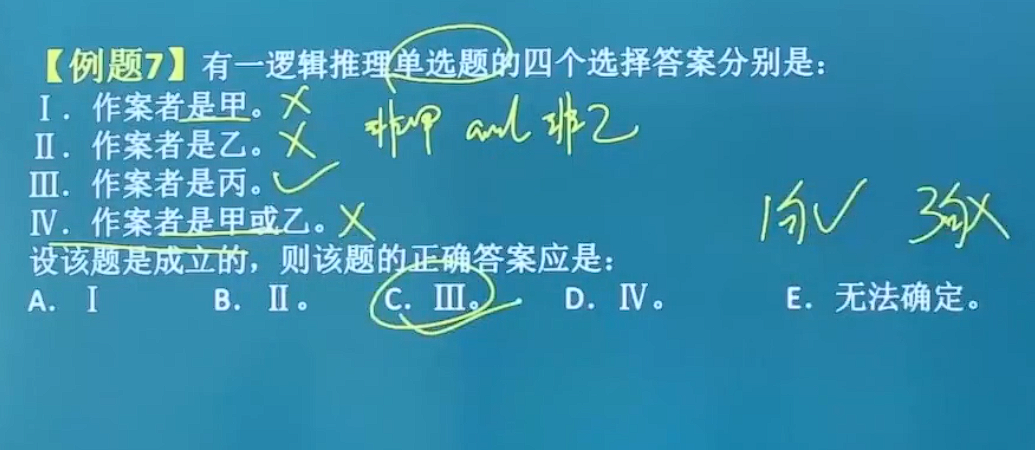 【例题7】有一逻辑推理单选题的四个选择答案分别是：
Ⅰ．作案者是甲。×
非甲 and 非乙
Ⅱ．作案者是乙。×
Ⅲ．作案者是丙。✓
Ⅳ．作案者是甲或乙。×
1句✓ 3句×
设该题是成立的，则该题的正确答案应是：
A．Ⅰ B．Ⅱ。 C．Ⅲ。 D．Ⅳ。 E．无法确定。